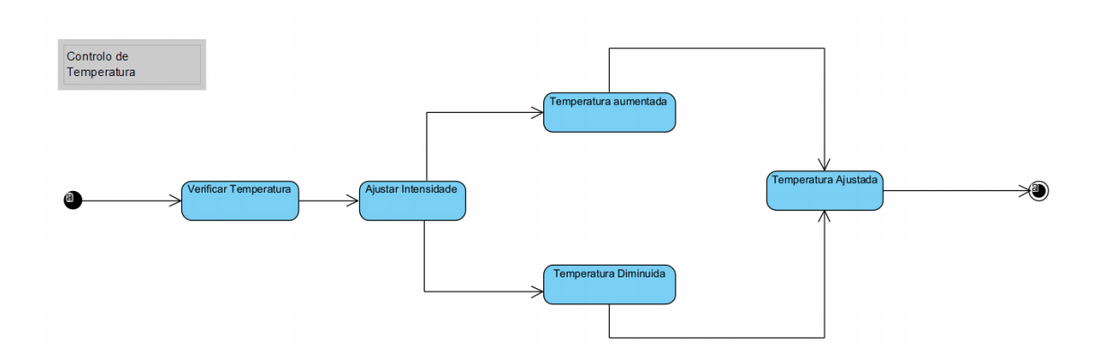 Controlo de
Temperatura
Temperatura aumentada
Verificar Temperatura
Ajustar Intensidade
Temperatura Ajustada
Temperatura Diminuida